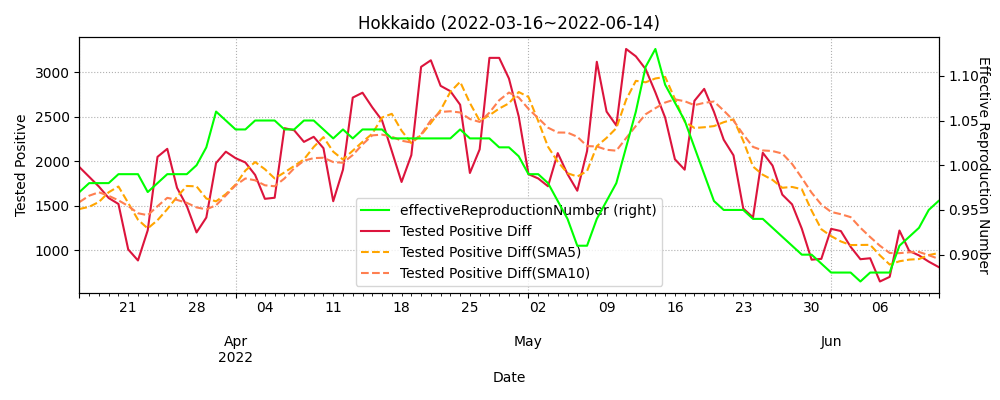 Hokkaido (2022-03-16~2022-06-14)
Tested Positive
3000
2500
2000
1500
1000
1.10
1.05
1.00
0.95
0.90
Effective Reproduction Number
effectiveReproductionNumber (right)
Tested Positive Diff
Tested Positive Diff(SMA5)
Tested Positive Diff(SMA10)
21 28 04 11 18 25 02 09 16 23 30 06
Apr May Jun
2022
Date